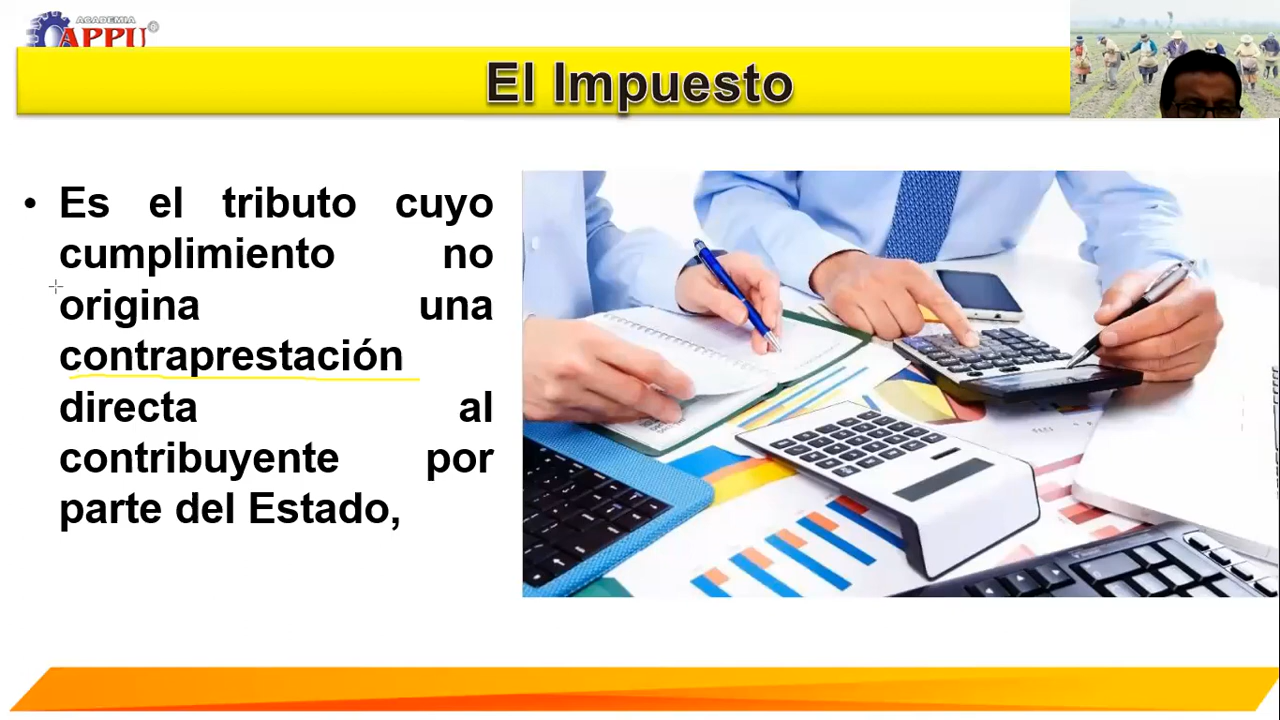 ACADEMIA
APPU®
El Impuesto
• Es el tributo cuyo
cumplimiento no
origina una
contraprestación
directa al
contribuyente por
parte del Estado,